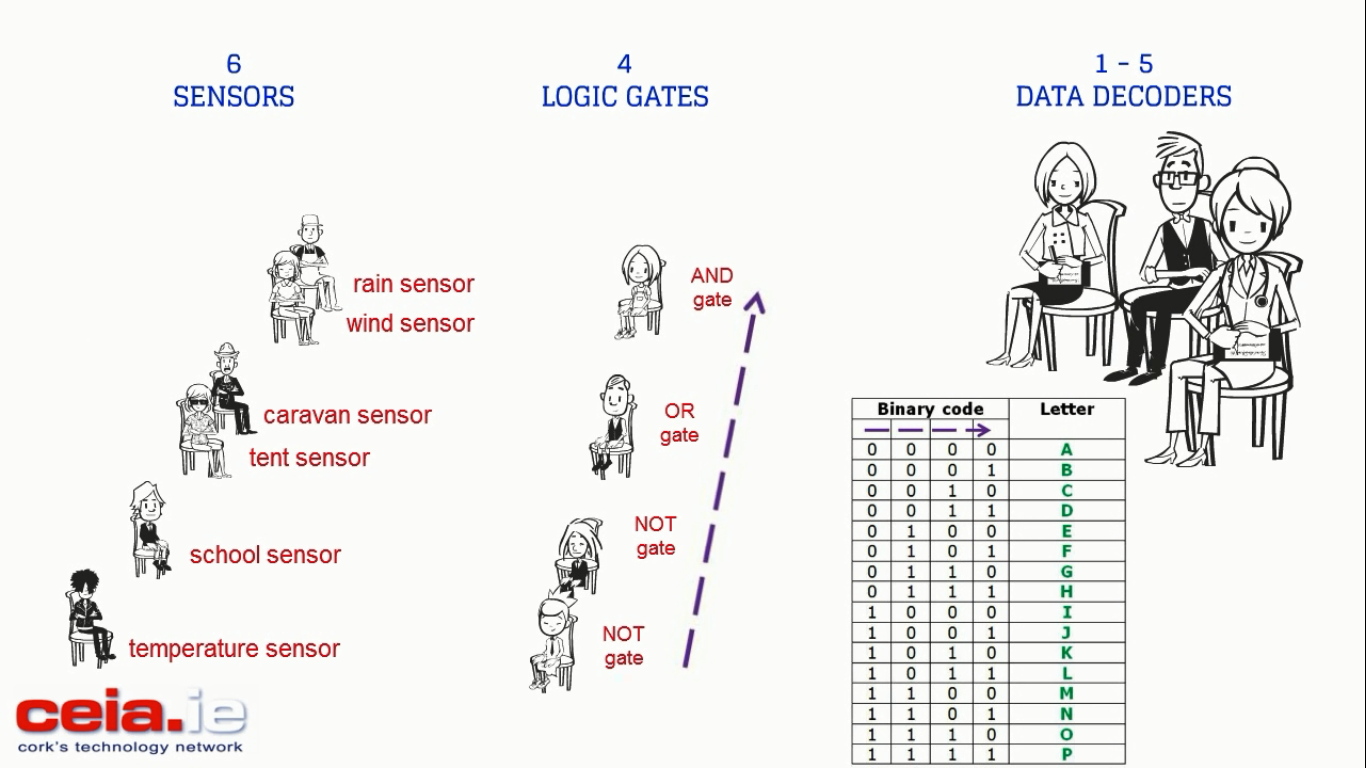 6
SENSORS
4
LOGIC GATES
1 - 5
DATA DECODERS
rain sensor
wind sensor
caravan sensor
tent sensor
school sensor
temperature sensor
AND
gate
OR
gate
NOT
gate
NOT
gate
Binary code Letter
0 0 0 0 A
0 0 0 1 B
0 0 1 0 C
0 0 1 1 D
0 1 0 0 E
0 1 0 1 F
0 1 1 0 G
0 1 1 1 H
1 0 0 0 I
1 0 0 1 J
1 0 1 0 K
1 0 1 1 L
1 1 0 0 M
1 1 0 1 N
1 1 1 0 O
1 1 1 1 P
ceia.ie
cork's technology network